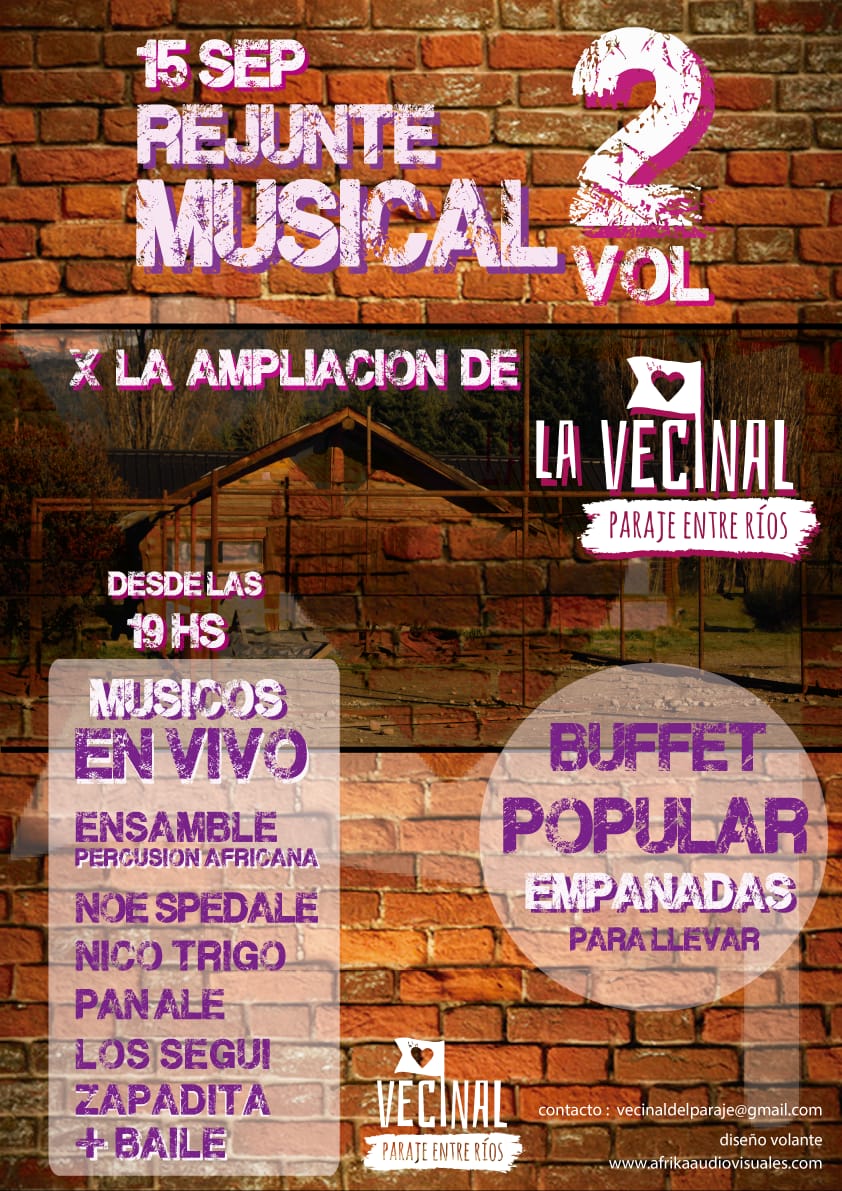 15 SEP
REJUNTE
MUSICAL
2
VOL
X LA AMPLIACION DE
LA VECINAL
PARAJE ENTRE RÍOS
DESDE LAS
19 HS
MUSICOS
EN VIVO
ENSAMBLE
PERCUSION AFRICANA
NOE SPEDALE
NICO TRIGO
PAN ALE
LOS SEGUI
ZAPADITA
+ BAILE
BUFFET
POPULAR
EMPANADAS
PARA LLEVAR
VECINAL
PARAJE ENTRE RÍOS
contacto : vecinaldelparaje@gmail.com
diseño volante
www.afrikaaudiovisuales.com